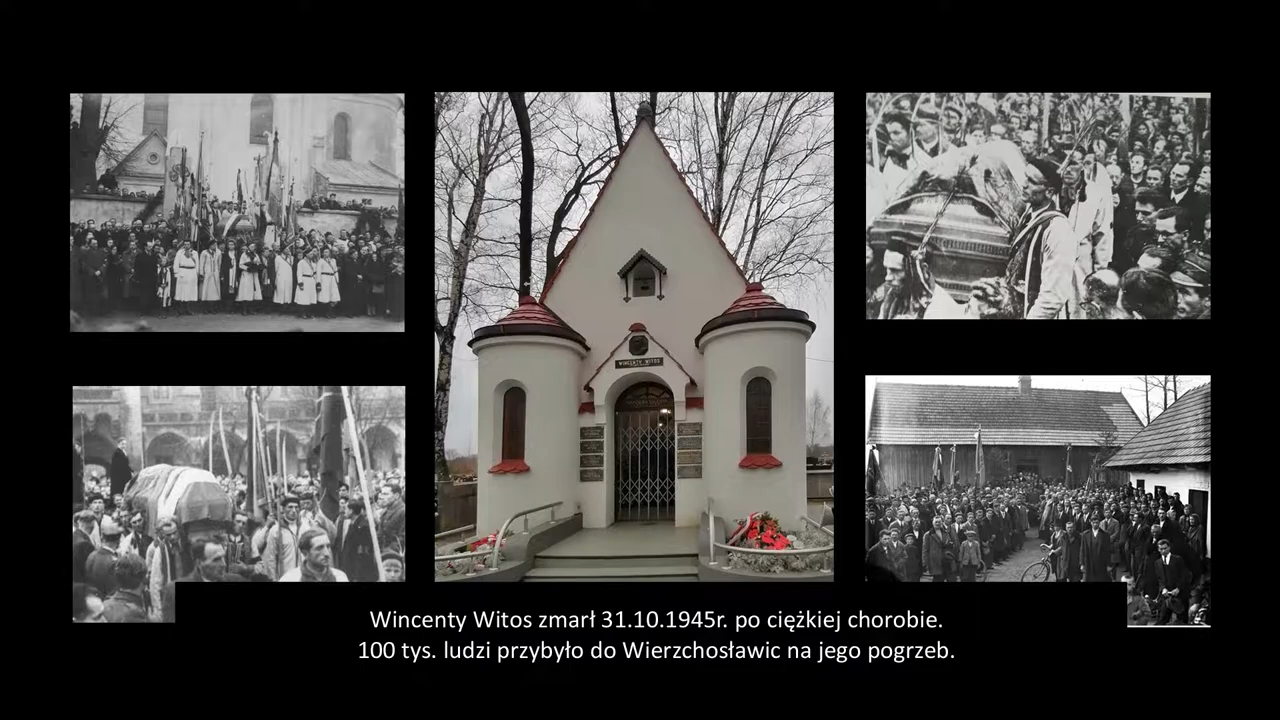 WINCENTY WITOS
Wincenty Witos zmarł 31.10.1945r. po ciężkiej chorobie.
100 tys. ludzi przybyło do Wierzchosławic na jego pogrzeb.